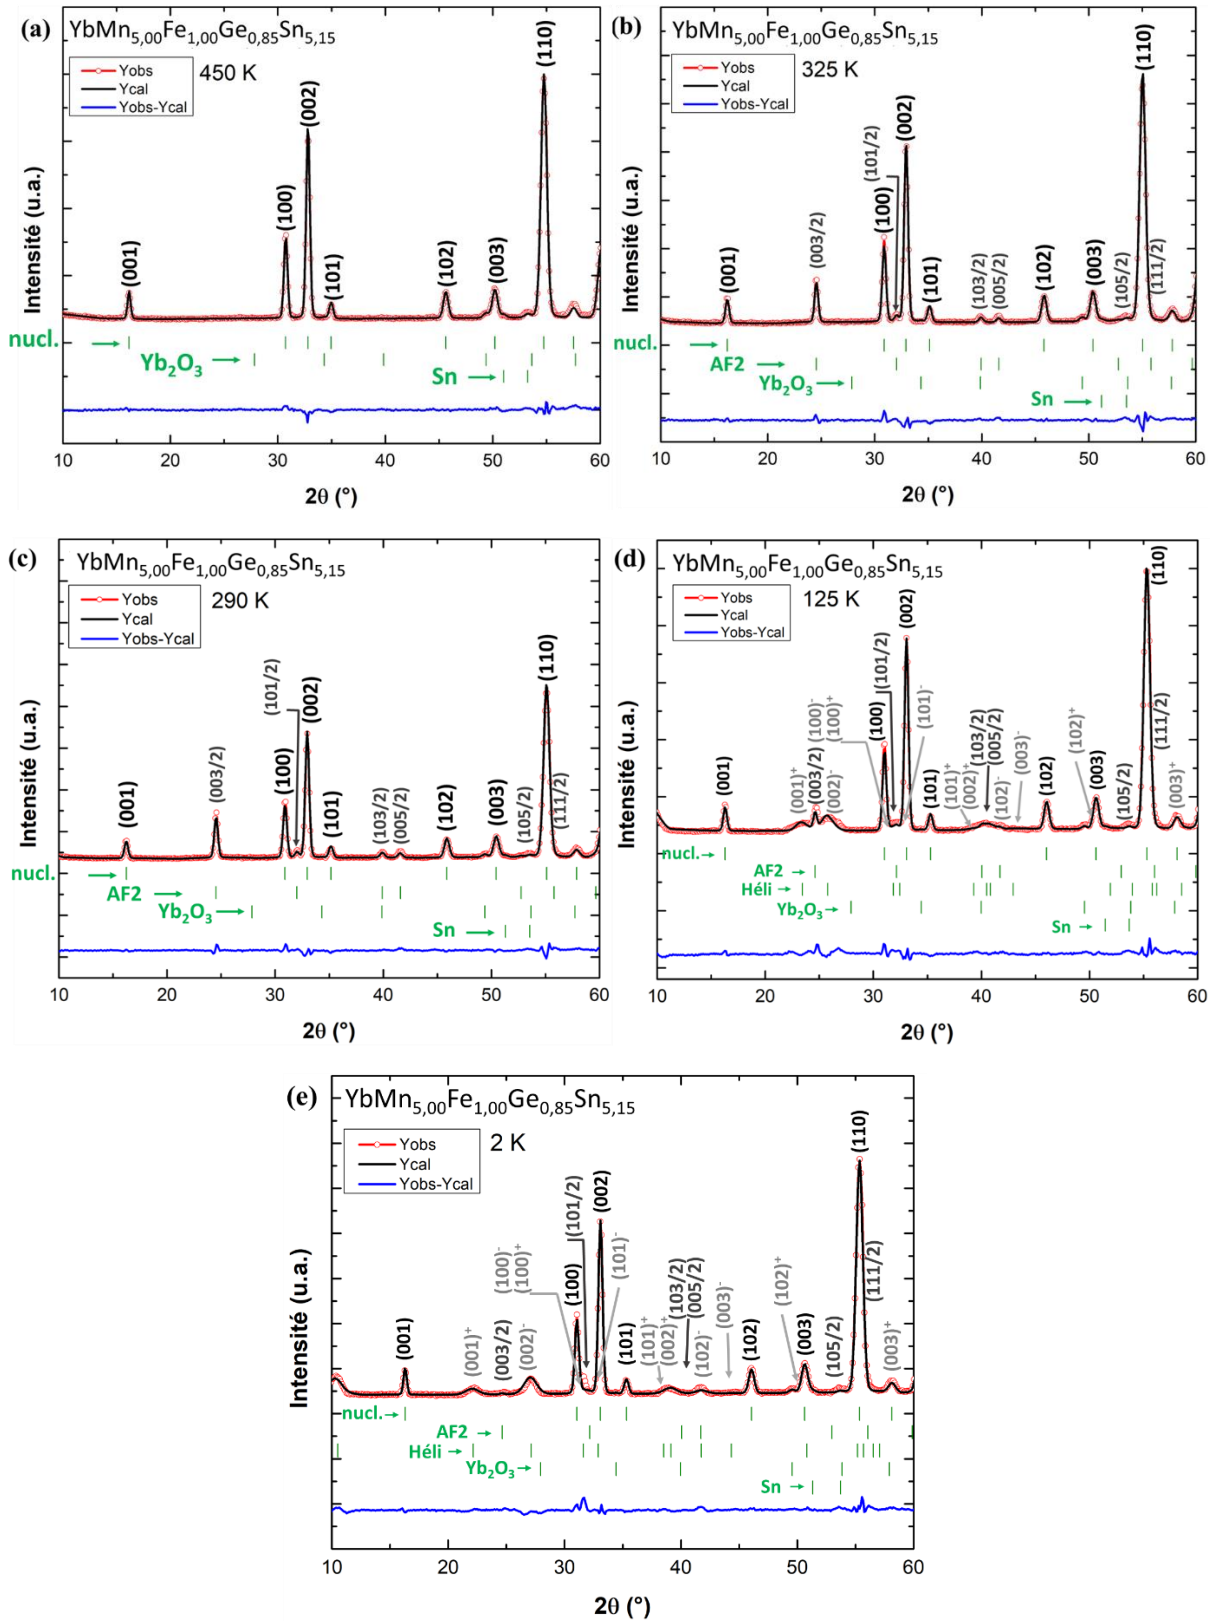 (a)
YbMn5,00Fe1,00Ge0,85Sn5,15
Yobs
Ycal
Yobs-Ycal
450 K
(001)
(100)
(002)
(101)
(102)
(003)
(110)
nucl.
Yb2O3
Sn
Intensité (u.a.)
10 20 30 40 50 60
2θ (°)
(b)
YbMn5,00Fe1,00Ge0,85Sn5,15
Yobs
Ycal
Yobs-Ycal
325 K
(001)
(003/2)
(100)
(101/2)
(002)
(101)
(103/2)
(005/2)
(102)
(003)
(105/2)
(110)
(111/2)
nucl.
AF2
Yb2O3
Sn
Intensité (u.a.)
10 20 30 40 50 60
2θ (°)
(c)
YbMn5,00Fe1,00Ge0,85Sn5,15
Yobs
Ycal
Yobs-Ycal
290 K
(001)
(003/2)
(100)
(101/2)
(002)
(101)
(103/2)
(005/2)
(102)
(003)
(105/2)
(110)
(111/2)
nucl.
AF2
Yb2O3
Sn
Intensité (u.a.)
10 20 30 40 50 60
2θ (°)
(d)
YbMn5,00Fe1,00Ge0,85Sn5,15
Yobs
Ycal
Yobs-Ycal
125 K
(001)
(001)+
(003/2)
(002)-
(100)-
(100)+
(100)
(101/2)
(002)
(101)-
(101)
(101)+
(002)+
(103/2)
(005/2)
(102)-
(003)-
(102)
(102)+
(003)
(105/2)
(110)
(111/2)
(003)+
nucl.
AF2
Héli
Yb2O3
Sn
Intensité (u.a.)
10 20 30 40 50 60
2θ (°)
(e)
YbMn5,00Fe1,00Ge0,85Sn5,15
Yobs
Ycal
Yobs-Ycal
2 K
(001)
(001)+
(003/2)
(002)-
(100)-
(100)+
(100)
(101/2)
(002)
(101)-
(101)
(101)+
(002)+
(103/2)
(005/2)
(102)-
(003)-
(102)
(102)+
(003)
(105/2)
(110)
(111/2)
(003)+
nucl.
AF2
Héli
Yb2O3
Sn
Intensité (u.a.)
10 20 30 40 50 60
2θ (°)